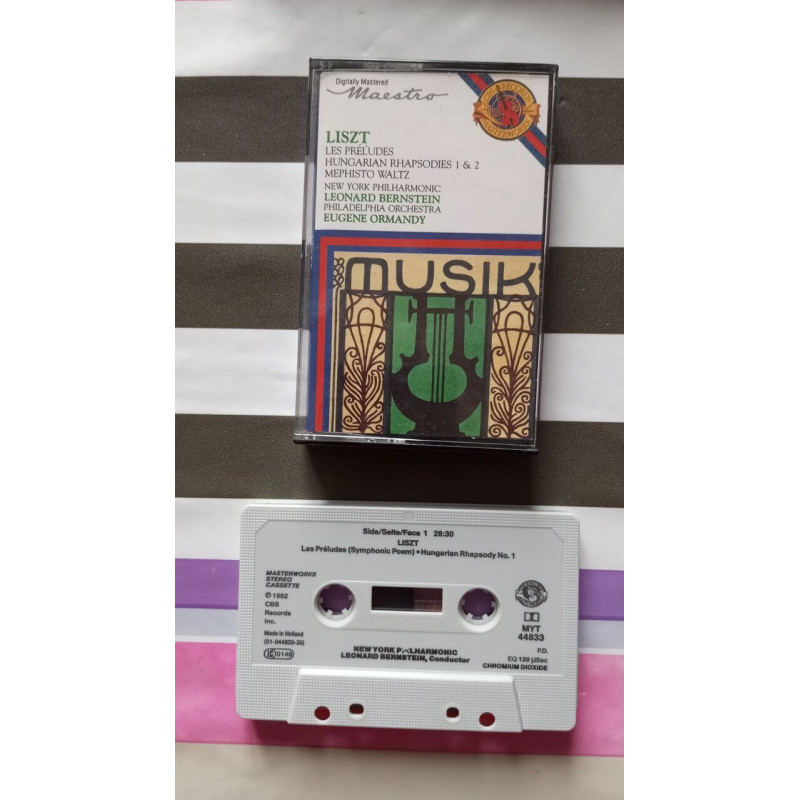 Digitally Mastered
Maestro
LISZT
LES PRÉLUDES
HUNGARIAN RHAPSODIES 1 & 2
MEPHISTO WALTZ
NEW YORK PHILHARMONIC
LEONARD BERNSTEIN
PHILADELPHIA ORCHESTRA
EUGENE ORMANDY
MUSIK
Side/Seite/Face 1 28:30
LISZT
Les Préludes (Symphonic Poem) • Hungarian Rhapsody No. 1
MASTERWORKS
STEREO
CASSETTE
℗ 1982
CBS
Records
Inc.
Made in Holland
(01-044833-30)
LC 0149
MYT
44833
P.D.
EQ 120 µSec
CHROMIUM DIOXIDE
NEW YORK PHILHARMONIC
LEONARD BERNSTEIN, Conductor